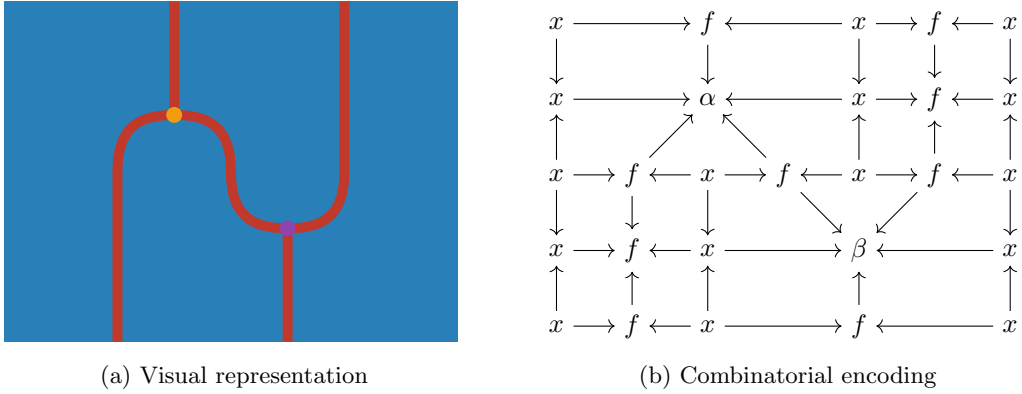 x f x f x
x α x f x
x f x f x f x
x f x β x
x f x f x
(a) Visual representation
(b) Combinatorial encoding